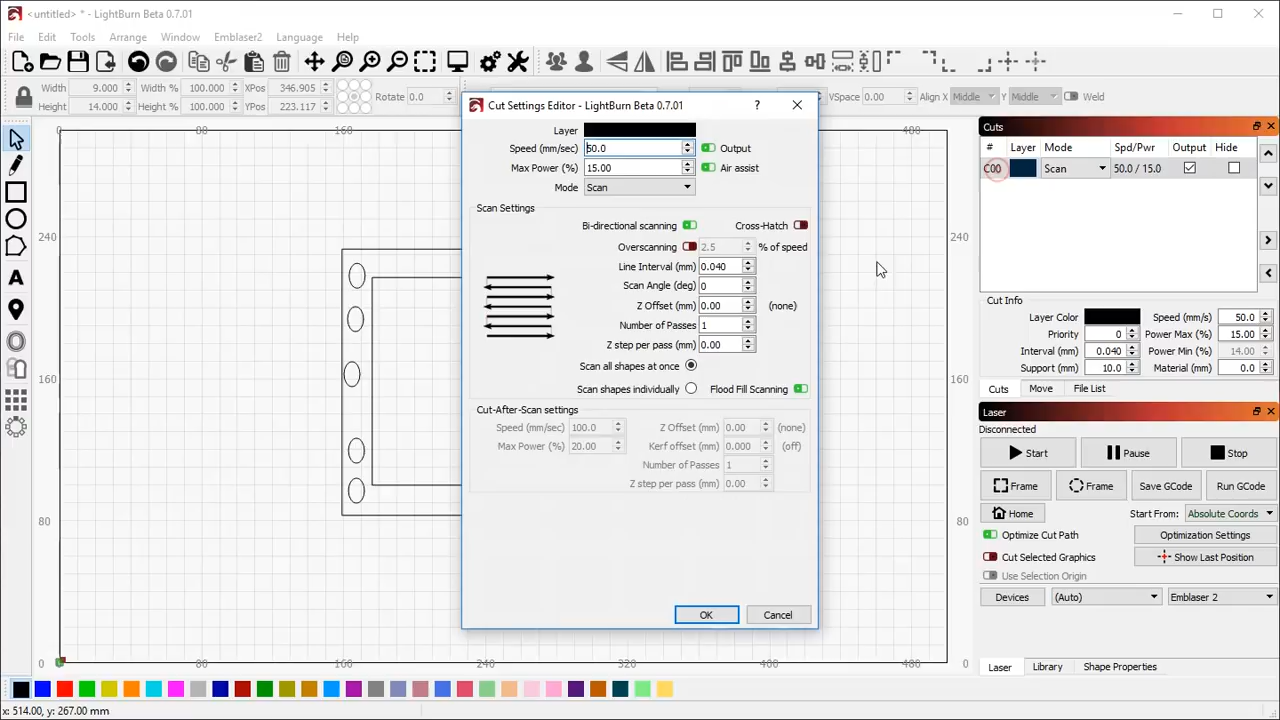 <untitled> * - LightBurn Beta 0.7.01
File Edit Tools Arrange Window Emblaser2 Language Help
Width 9.000 Width % 100.000 XPos 346.905
Height 14.000 Height % 100.000 YPos 223.117
Rotate 0.0
VSpace 0.00 Align X Middle Y Middle Weld
Cut Settings Editor - LightBurn Beta 0.7.01 ?
Layer
Speed (mm/sec) 50.0 Output
Max Power (%) 15.00 Air assist
Mode Scan
Scan Settings
Bi-directional scanning Cross-Hatch
Overscanning 2.5 % of speed
Line Interval (mm) 0.040
Scan Angle (deg) 0
Z Offset (mm) 0.00 (none)
Number of Passes 1
Z step per pass (mm) 0.00
Scan all shapes at once
Scan shapes individually Flood Fill Scanning
Cut-After-Scan settings
Speed (mm/sec) 100.0 Z Offset (mm) 0.00 (none)
Max Power (%) 20.00 Kerf offset (mm) 0.000 (off)
Number of Passes 1
Z step per pass (mm) 0.00
OK Cancel
0 80 160 480
240 240
160 160
80 80
0 80 160 240 320 400 480 0
Cuts
# Layer Mode Spd/Pwr Output Hide
C00 Scan 50.0 / 15.0
Cut Info
Layer Color Speed (mm/s) 50.0
Priority 0 Power Max (%) 15.00
Interval (mm) 0.040 Power Min (%) 14.00
Support (mm) 10.0 Material (mm) 0.0
Cuts Move File List
Laser
Disconnected
Start Pause Stop
Frame Frame Save GCode Run GCode
Home Start From: Absolute Coords
Optimize Cut Path Optimization Settings
Cut Selected Graphics Show Last Position
Use Selection Origin
Devices (Auto) Emblaser 2
Laser Library Shape Properties
A
x: 514.00, y: 267.00 mm